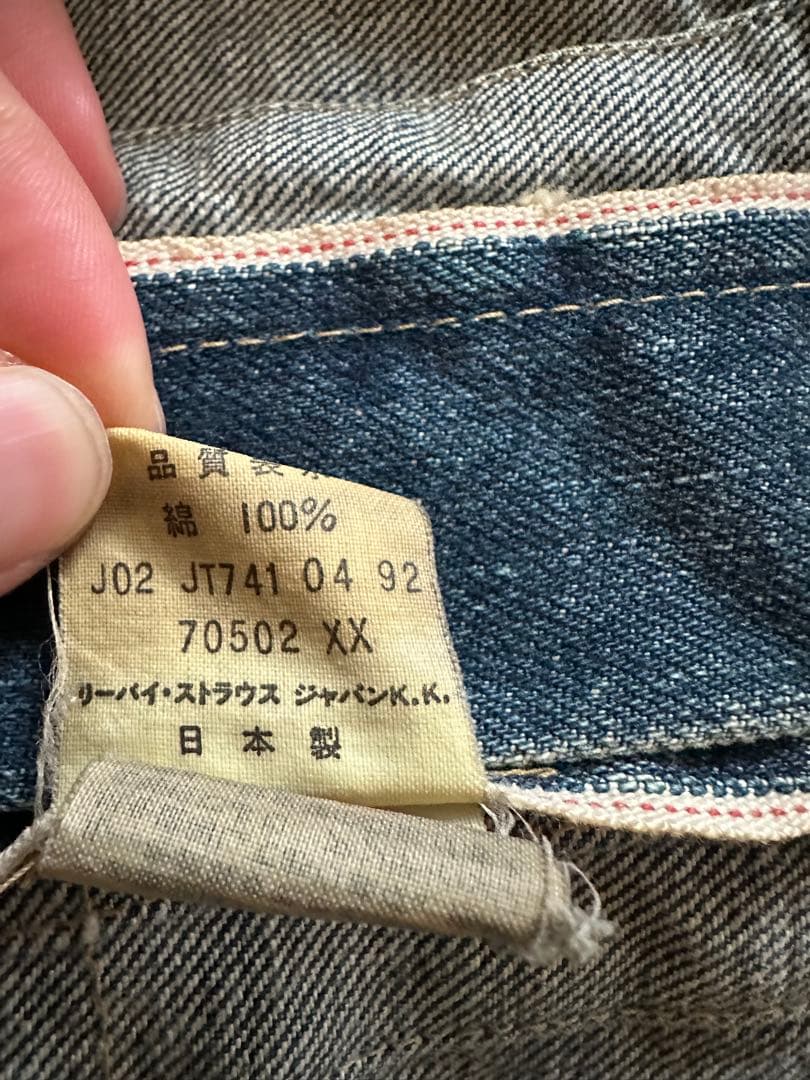 品質表示
綿 100%
J02 JT741 04 92
70502 XX
リーバイ・ストラウス ジャパンK.K.
日本製